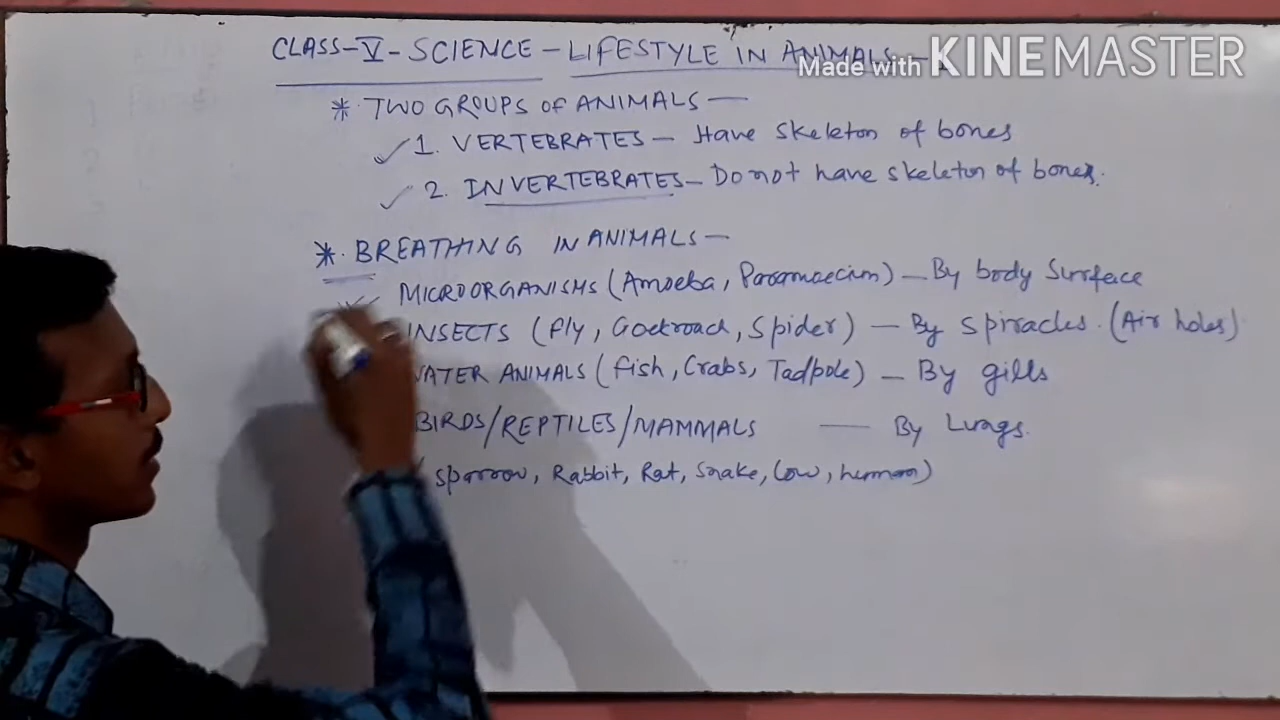 CLASS-V-SCIENCE-LIFESTYLE IN ANIMALS -
Made with KINEMASTER
* TWO GROUPS OF ANIMALS —
1. VERTEBRATES - Have skeleton of bones
2. INVERTEBRATES - Do not have skeleton of bones.
* BREATHING IN ANIMALS —
MICROORGANISMS (Amoeba, Paramaecium) - By body Surface
INSECTS (Fly, Cockroach, Spider) - By Spiracles. (Air holes)
WATER ANIMALS (fish, Crabs, Tadpole) - By gills
BIRDS/REPTILES/MAMMALS — By Lungs.
( Sparrow, Rabbit, Rat, Snake, Cow, human)